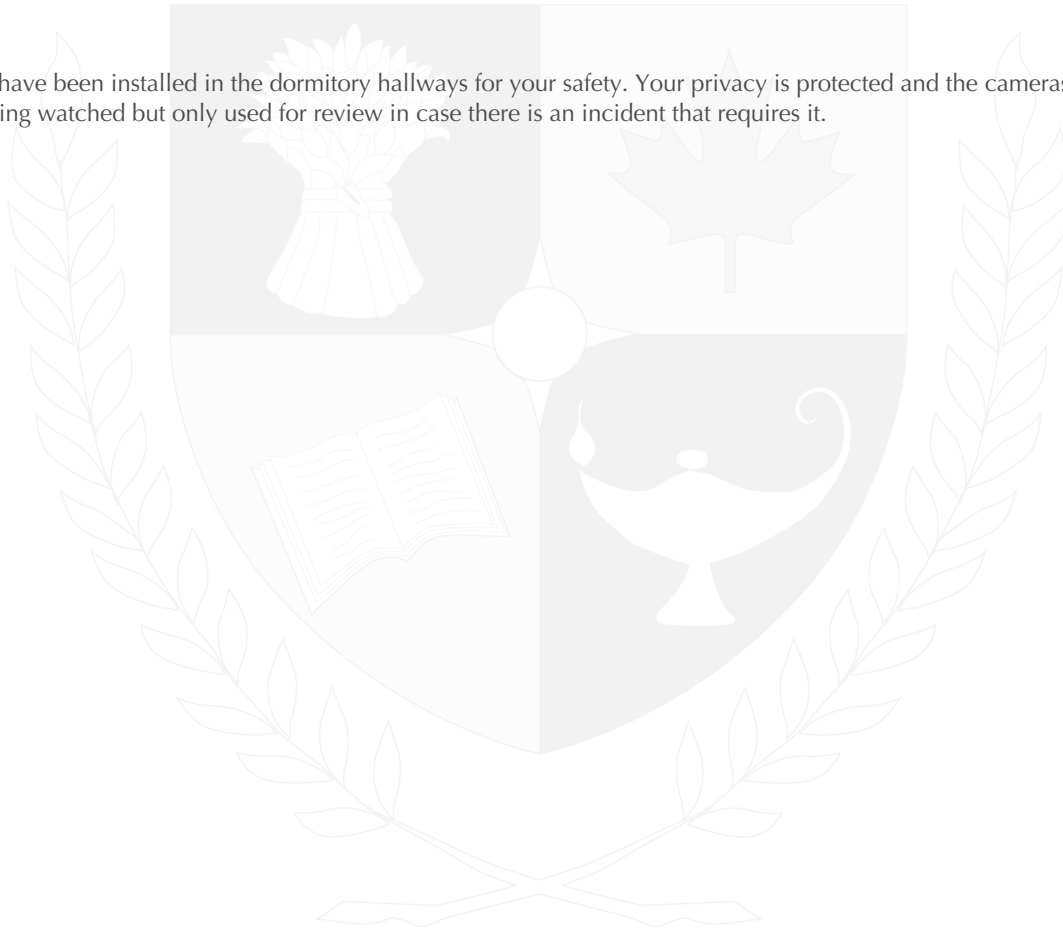 have been installed in the dormitory hallways for your safety. Your privacy is protected and the cameras
ing watched but only used for review in case there is an incident that requires it.